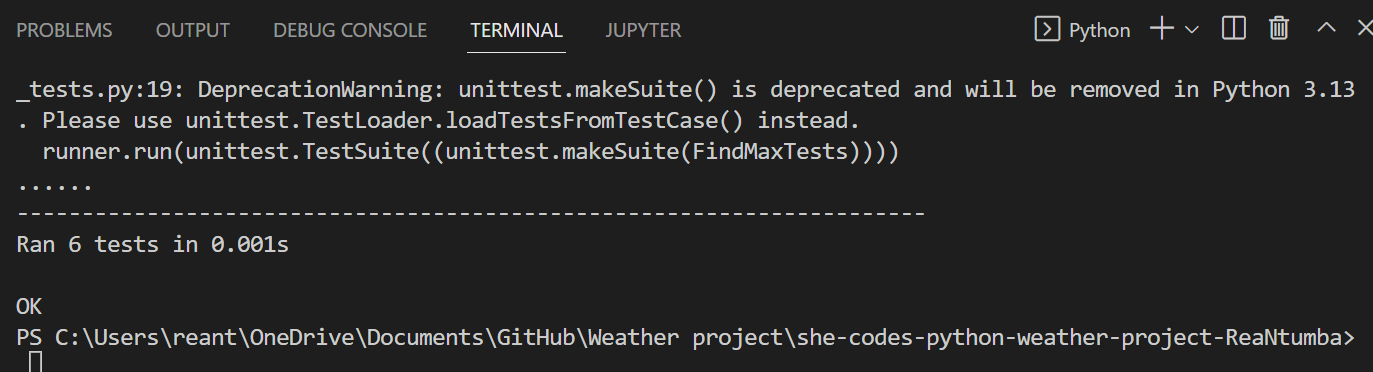 PROBLEMS OUTPUT DEBUG CONSOLE TERMINAL JUPYTER Python
_tests.py:19: DeprecationWarning: unittest.makeSuite() is deprecated and will be removed in Python 3.13
. Please use unittest.TestLoader.loadTestsFromTestCase() instead.
  runner.run(unittest.TestSuite((unittest.makeSuite(FindMaxTests))))
......
----------------------------------------------------------------------
Ran 6 tests in 0.001s
OK
PS C:\Users\reant\OneDrive\Documents\GitHub\Weather project\she-codes-python-weather-project-ReaNtumba>